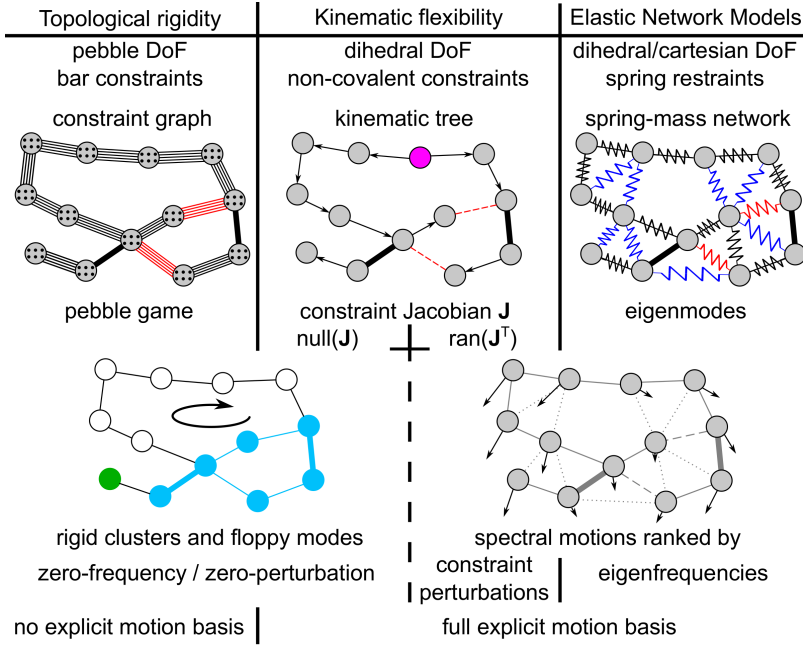 Topological rigidity
Kinematic flexibility
Elastic Network Models
pebble DoF
bar constraints
dihedral DoF
non-covalent constraints
dihedral/cartesian DoF
spring restraints
constraint graph
kinematic tree
spring-mass network
pebble game
constraint Jacobian J
null(J)
ran(Jᵀ)
eigenmodes
rigid clusters and floppy modes
zero-frequency / zero-perturbation
spectral motions ranked by
constraint
perturbations
eigenfrequencies
no explicit motion basis
full explicit motion basis